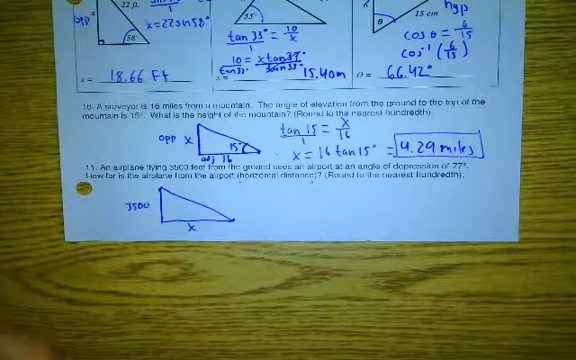 opp 22 ft. sin 58° x = 22 sin 58° 58°
18.66 ft
33° tan 33° = 10/x
1
10 = x tan 33°
tan 33° tan 33°
15.40m
15 cm hyp
θ cos θ = 6/15
cos⁻¹ (6/15)
θ = 66.42°
10. A surveyor is 16 miles from a mountain. The angle of elevation from the ground to the top of the
mountain is 15°. What is the height of the mountain? (Round to the nearest hundredth)
opp x 15° adj 16
tan 15 = x/16
1
x = 16 tan 15° = 4.29 miles
11. An airplane flying 3500 feet from the ground sees an airport at an angle of depression of 77°.
How far is the airplane from the airport (horizontal distance)? (Round to the nearest hundredth).
3500
x